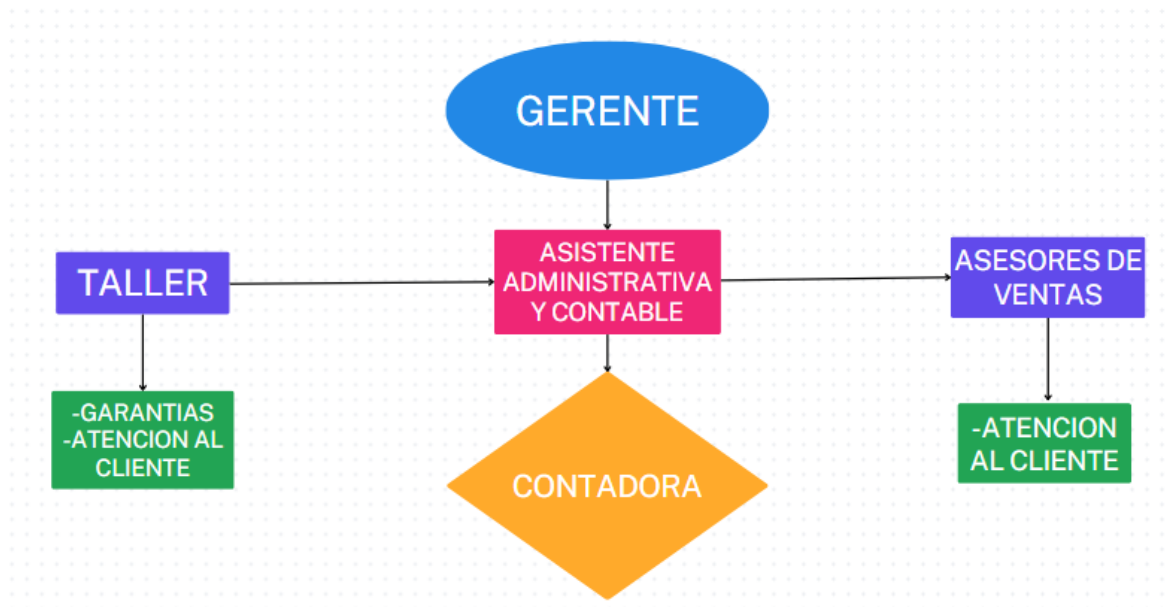 GERENTE
ASISTENTE
ADMINISTRATIVA
Y CONTABLE
TALLER
ASESORES DE
VENTAS
-GARANTIAS
-ATENCION AL
CLIENTE
CONTADORA
-ATENCION
AL CLIENTE